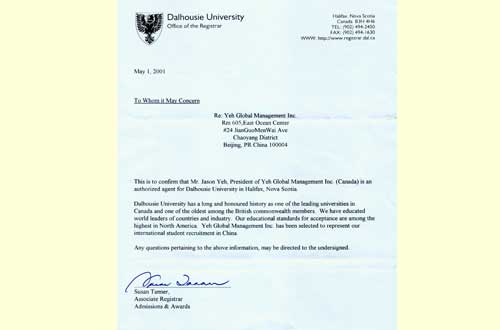 Dalhousie University
Office of the Registrar
Halifax, Nova Scotia
Canada B3H 4H6
TEL: (902) 494-2450
FAX: (902) 494-1630
WWW: http://www.registrar.dal.ca
May 1, 2001
To Whom it May Concern
Re: Yeh Global Management Inc.
Rm 605,East Ocean Center
#24 JianGuoMenWai Ave
Chaoyang District
Beijing, PR China 100004
This is to confirm that Mr. Jason Yeh, President of Yeh Global Management Inc. (Canada) is an
authorized agent for Dalhousie University in Halifax, Nova Scotia.
Dalhousie University has a long and honoured history as one of the leading universities in
Canada and one of the oldest among the British commonwealth members. We have educated
world leaders of countries and industry. Our educational standards for acceptance are among the
highest in North America. Yeh Global Management Inc. has been selected to represent our
international student recruitment in China
Any questions pertaining to the above information, may be directed to the undersigned.
Susan Tanner,
Associate Registrar
Admissions & Awards